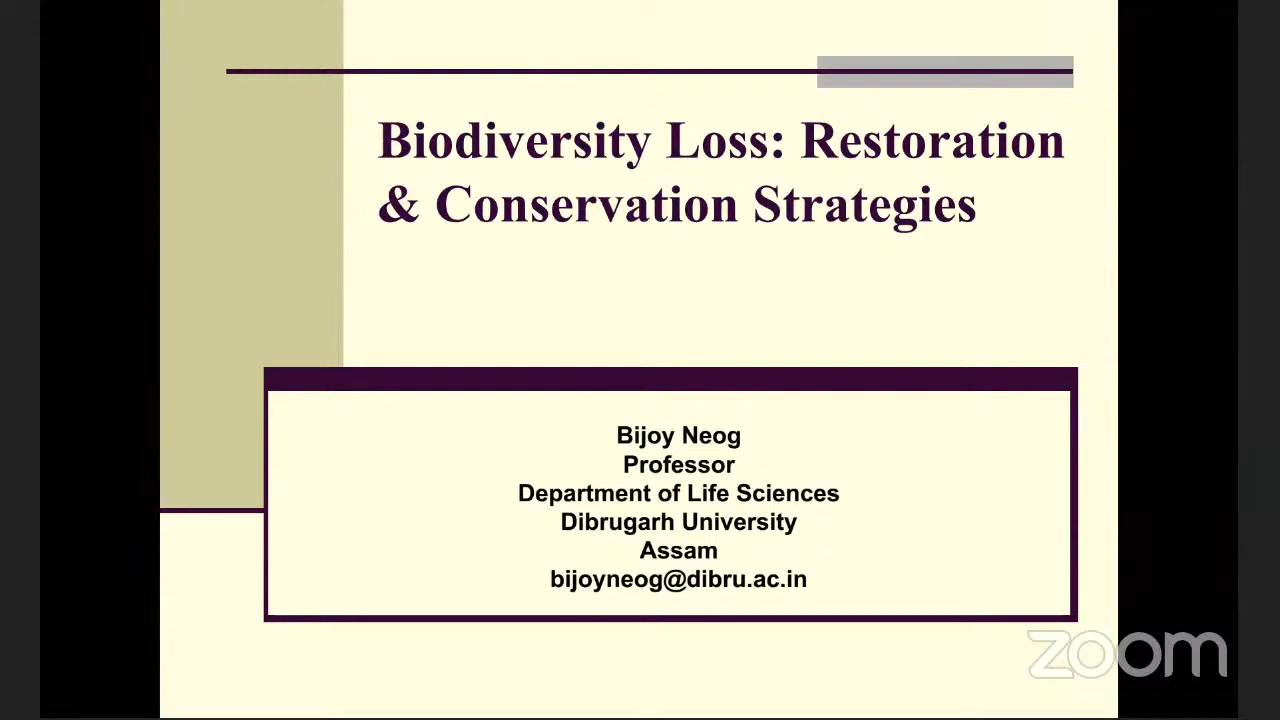 Biodiversity Loss: Restoration
& Conservation Strategies
Bijoy Neog
Professor
Department of Life Sciences
Dibrugarh University
Assam
bijoyneog@dibru.ac.in
zoom